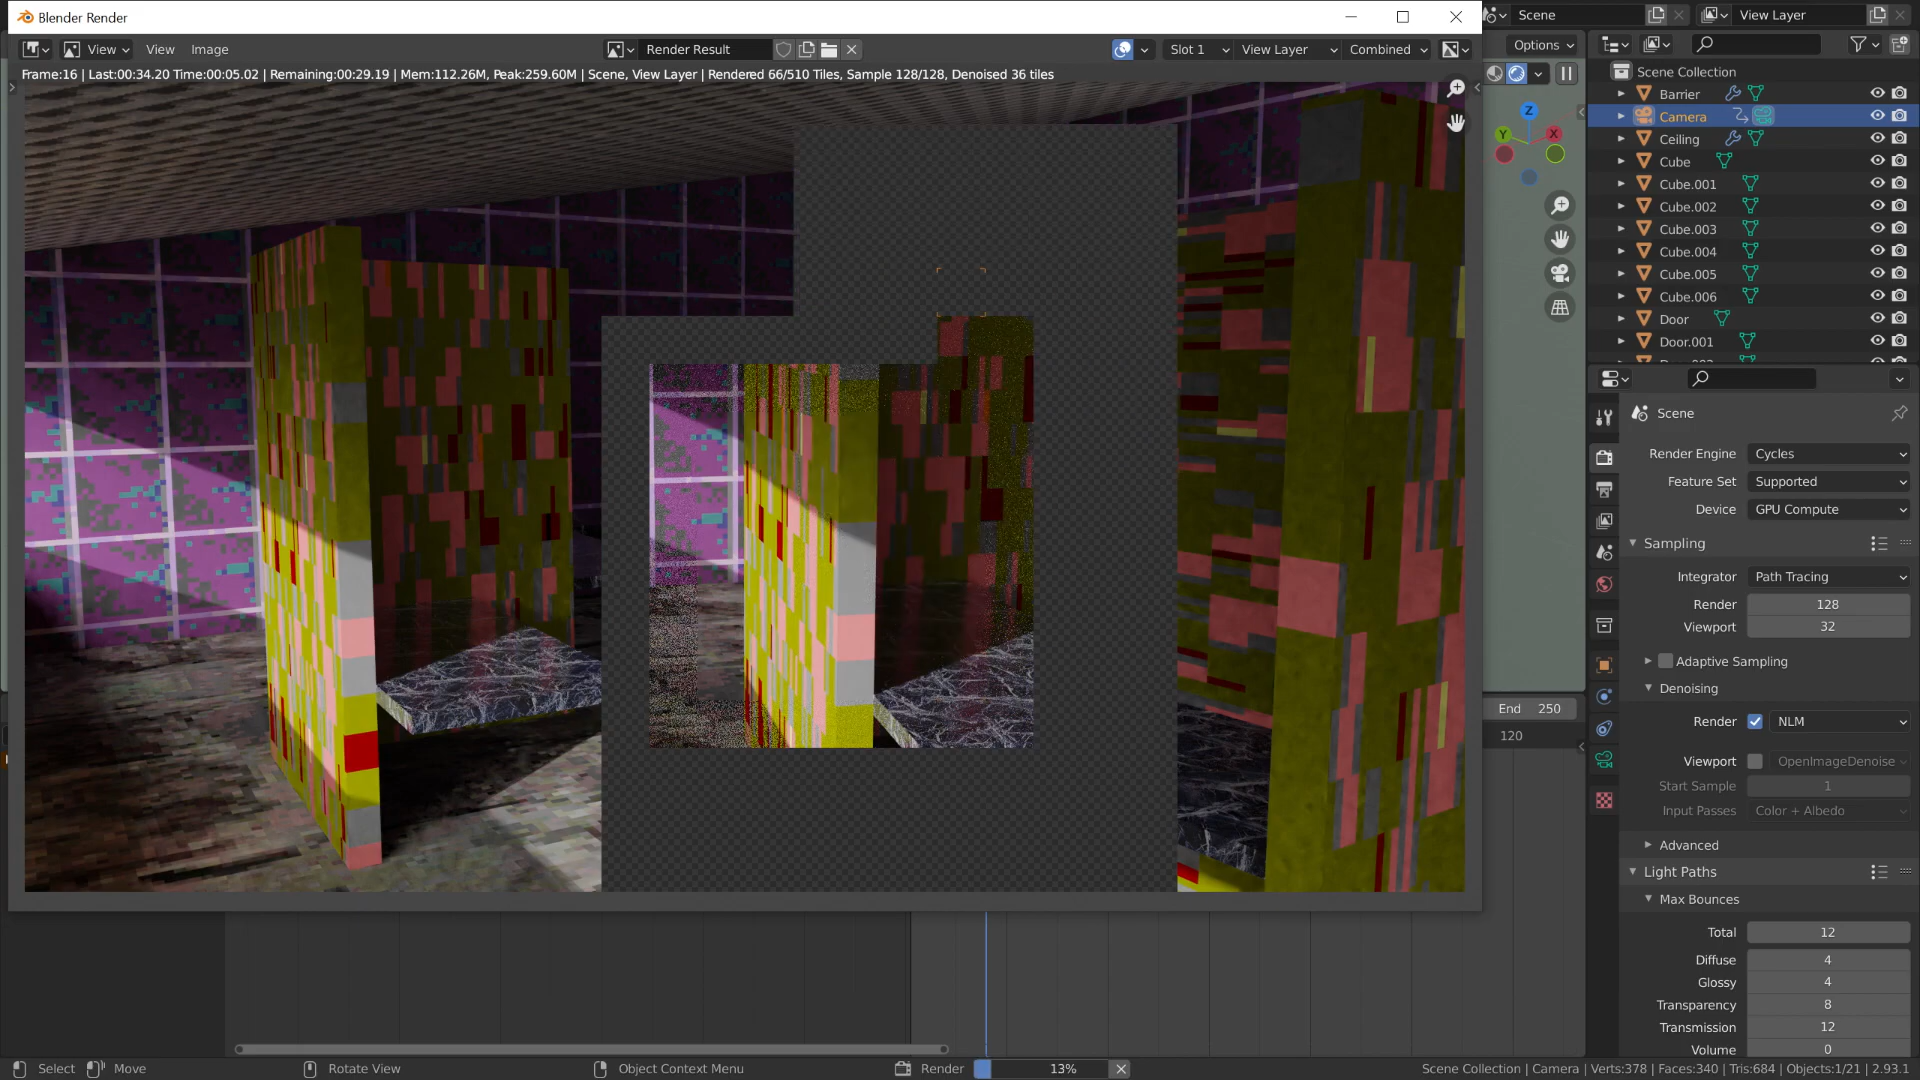 Blender Render
Scene
View Layer
View
View
Image
Render Result
Slot 1
View Layer
Combined
Options
Frame:16 | Last:00:34.20 Time:00:05.02 | Remaining:00:29.19 | Mem:112.26M, Peak:259.60M | Scene, View Layer | Rendered 66/510 Tiles, Sample 128/128, Denoised 36 tiles
Scene Collection
Barrier
Camera
Ceiling
Cube
Cube.001
Cube.002
Cube.003
Cube.004
Cube.005
Cube.006
Door
Door.001
Z
Y
X
Scene
Render Engine Cycles
Feature Set Supported
Device GPU Compute
Sampling
Integrator Path Tracing
Render 128
Viewport 32
Adaptive Sampling
Denoising
Render NLM
Viewport OpenImageDenoise
Start Sample 1
Input Passes Color + Albedo
Advanced
Light Paths
Max Bounces
Total 12
Diffuse 4
Glossy 4
Transparency 8
Transmission 12
Volume 0
End 250
120
Select
Move
Rotate View
Object Context Menu
Render
13%
Scene Collection | Camera | Verts:378 | Faces:340 | Tris:684 | Objects:1/21 | 2.93.1